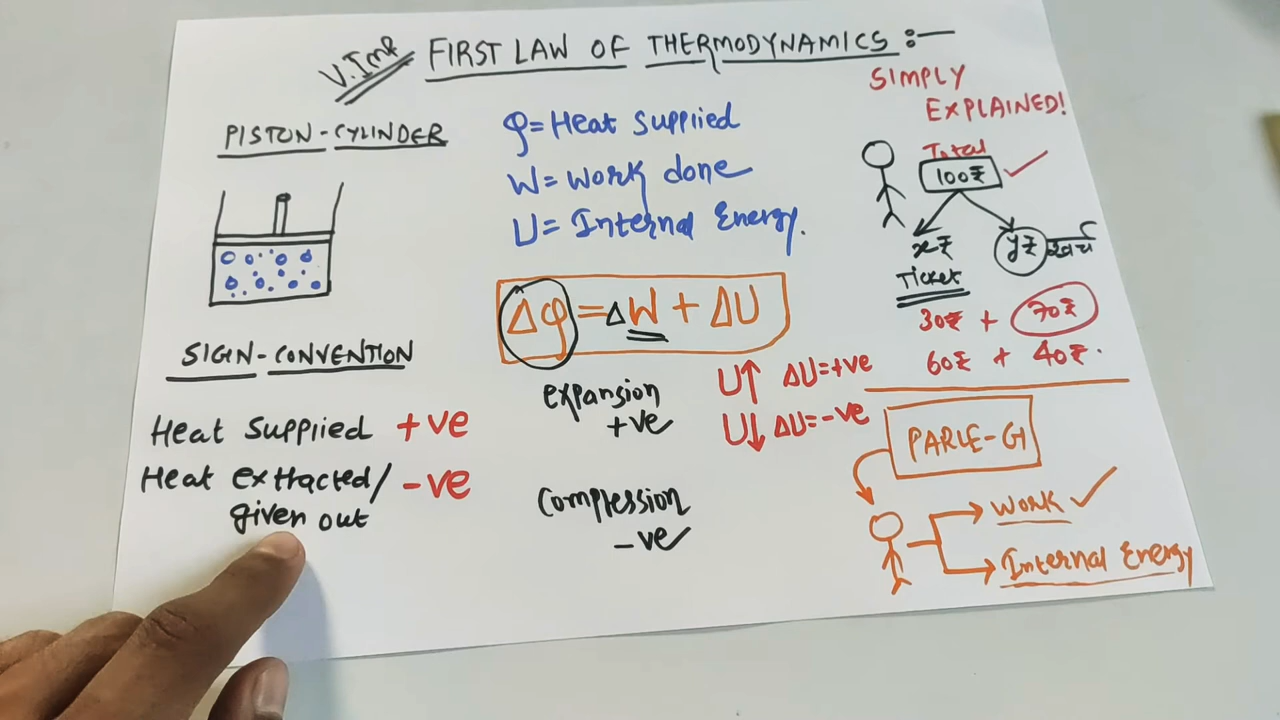 V.Imp FIRST LAW OF THERMODYNAMICS :-
SIMPLY
EXPLAINED!
PISTON-CYLINDER
φ = Heat Supplied
W = work done
U = Internal Energy.
Δφ = ΔW + ΔU
expansion
+ve
Compression
-ve
U↑ ΔU=+ve
U↓ ΔU=-ve
SIGN-CONVENTION
Heat Supplied +ve
Heat extracted/ -ve
given out
Total
100₹
x₹ y₹ खर्च
Ticket
30₹ + 70₹
60₹ + 40₹.
PARLE-G
Work
Internal Energy